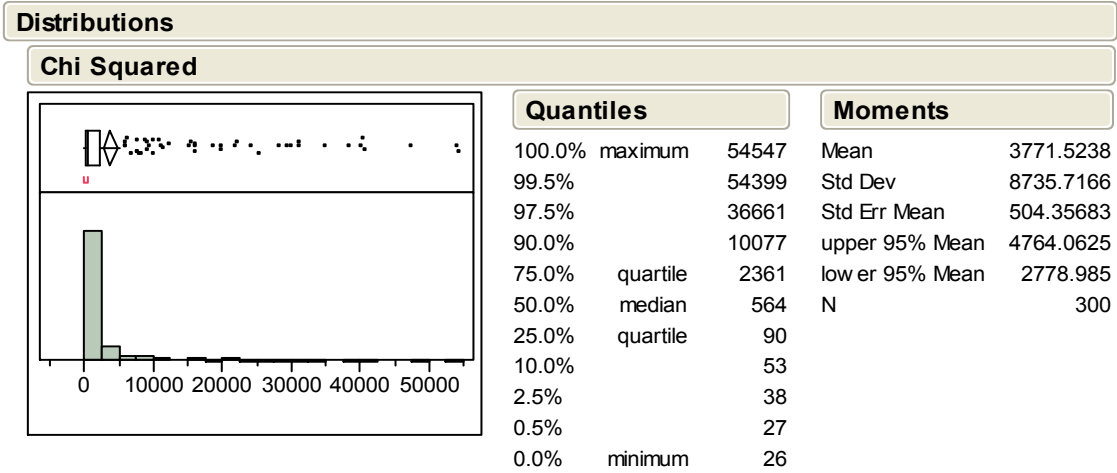 Distributions
Chi Squared
0 10000 20000 30000 40000 50000
Quantiles
100.0% maximum 54547
99.5% 54399
97.5% 36661
90.0% 10077
75.0% quartile 2361
50.0% median 564
25.0% quartile 90
10.0% 53
2.5% 38
0.5% 27
0.0% minimum 26
Moments
Mean 3771.5238
Std Dev 8735.7166
Std Err Mean 504.35683
upper 95% Mean 4764.0625
low er 95% Mean 2778.985
N 300